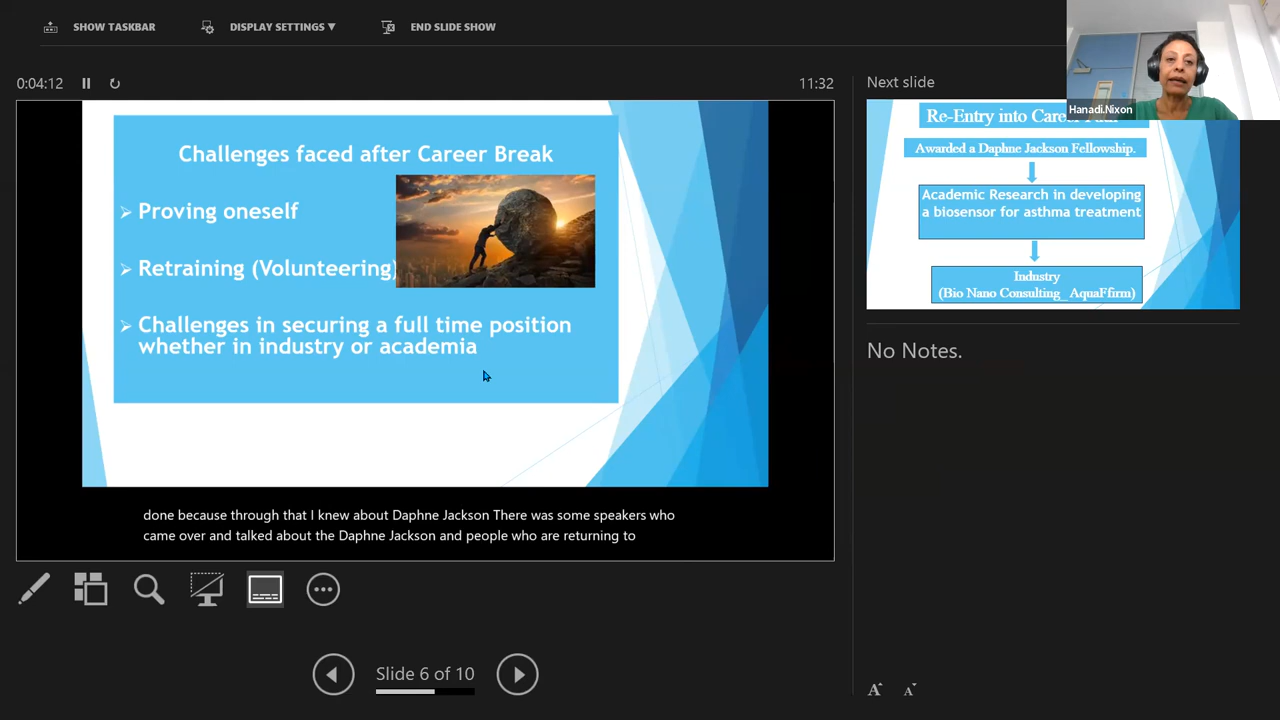 SHOW TASKBAR
DISPLAY SETTINGS ▼
END SLIDE SHOW
0:04:12
11:32
Next slide
Hanadi.Nixon
Challenges faced after Career Break
Proving oneself
Retraining (Volunteering)
Challenges in securing a full time position
whether in industry or academia
Re-Entry into Career
Awarded a Daphne Jackson Fellowship.
Academic Research in developing
a biosensor for asthma treatment
Industry
(Bio Nano Consulting_ AquaFfirm)
No Notes.
done because through that I knew about Daphne Jackson There was some speakers who
came over and talked about the Daphne Jackson and people who are returning to
Slide 6 of 10
A A